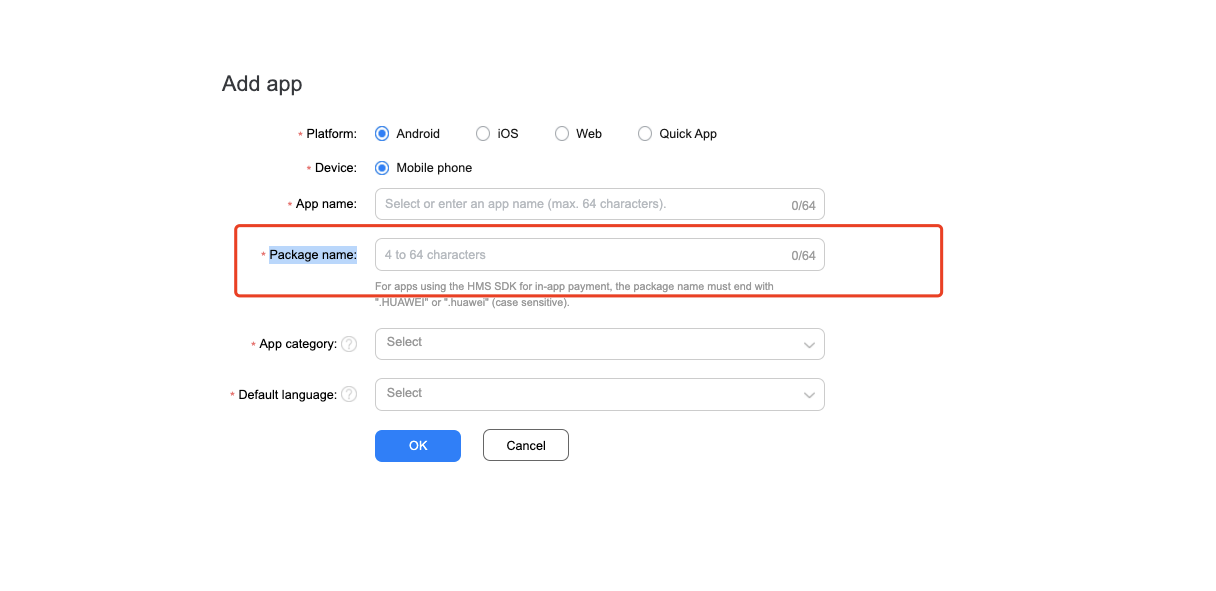 Add app
* Platform: Android iOS Web Quick App
* Device: Mobile phone
* App name: Select or enter an app name (max. 64 characters). 0/64
* Package name: 4 to 64 characters 0/64
For apps using the HMS SDK for in-app payment, the package name must end with
".HUAWEI" or ".huawei" (case sensitive).
* App category: ? Select
* Default language: ? Select
OK Cancel